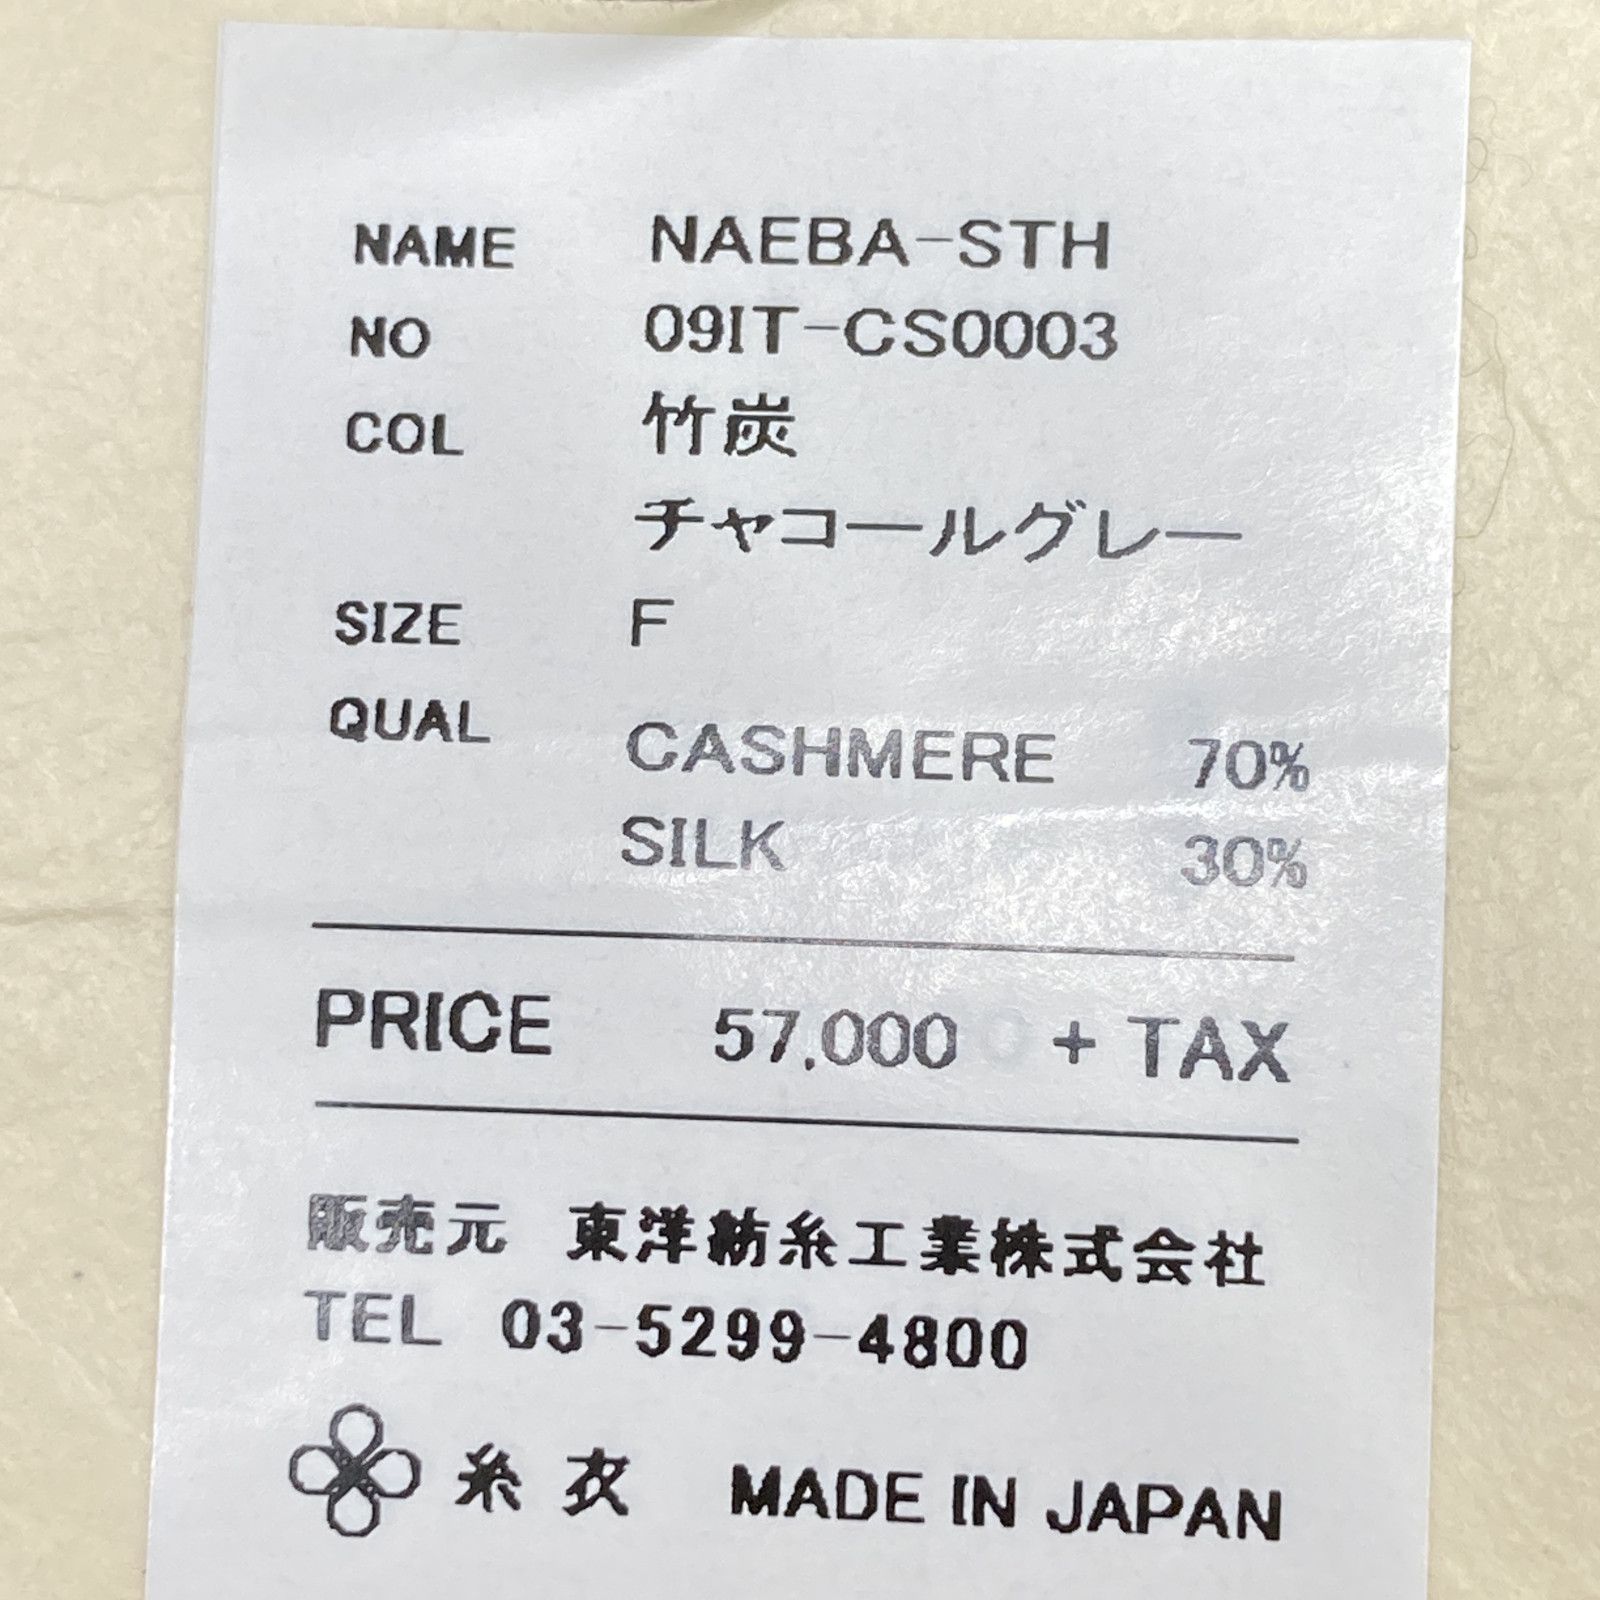 NAME NAEBA-STH
NO 09IT-CS0003
COL 竹炭
チャコールグレー
SIZE F
QUAL CASHMERE 70%
SILK 30%
PRICE 57,000 + TAX
販売元 東洋紡糸工業株式会社
TEL 03-5299-4800
糸衣 MADE IN JAPAN